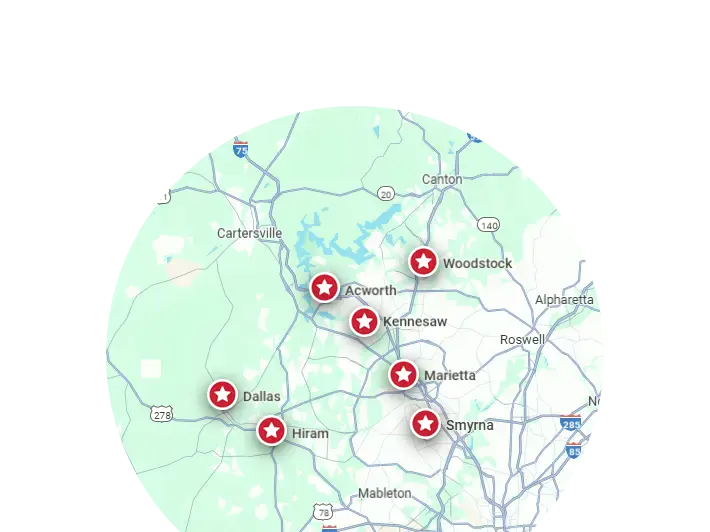 75
Canton
20
1
140
Cartersville
Woodstock
Acworth
Alpharetta
Kennesaw
Roswell
Marietta
Dallas
278
Smyrna
285
Hiram
85
Mableton
78